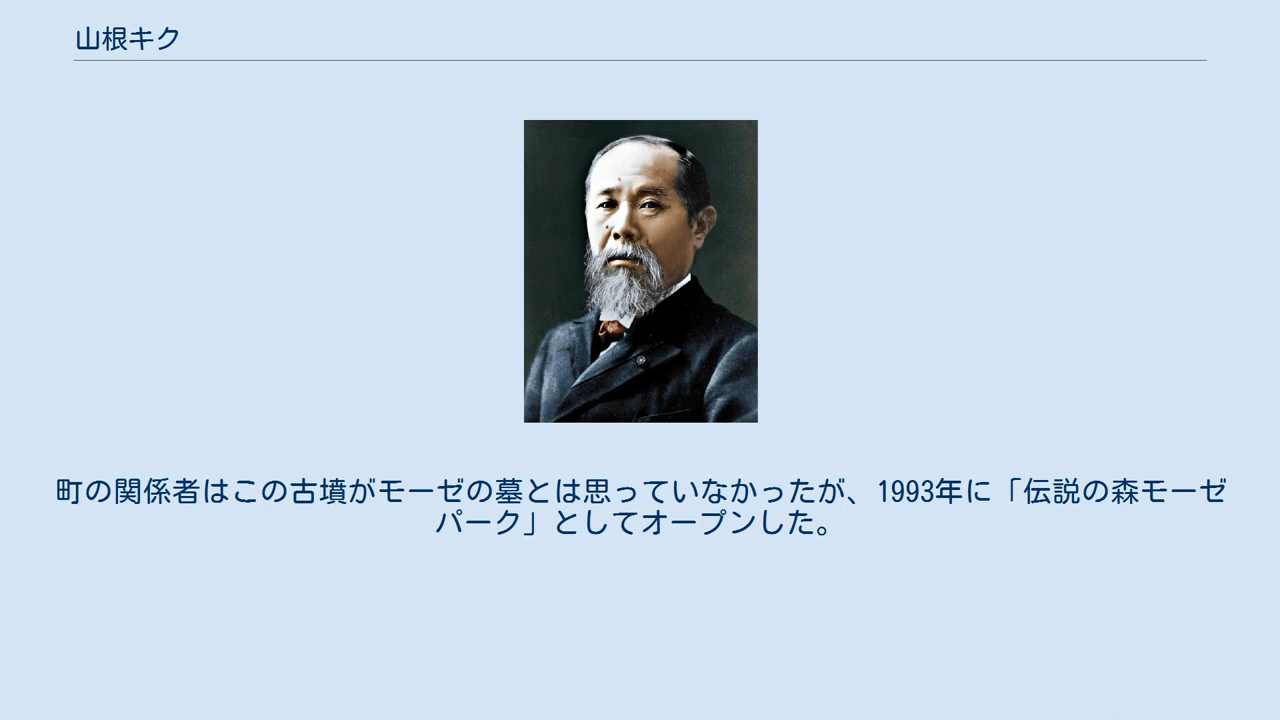 山根キク
町の関係者はこの古墳がモーゼの墓とは思っていなかったが、1993年に「伝説の森モーゼ
パーク」としてオープンした。